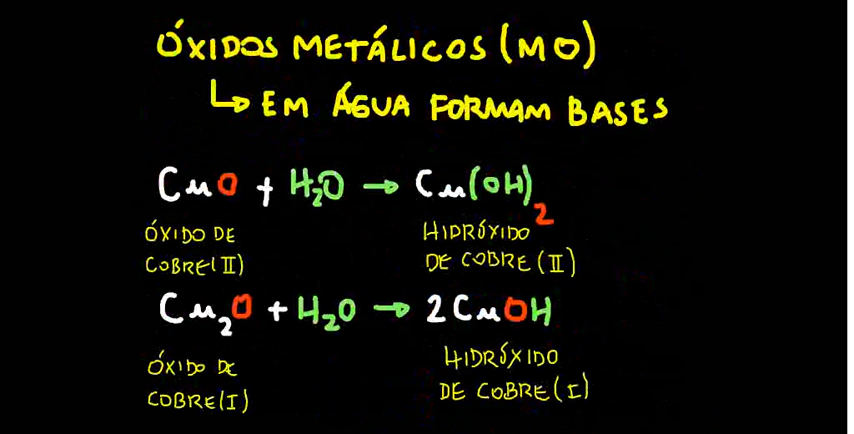 ÓXIDOS METÁLICOS (MO)
↳ EM ÁGUA FORMAM BASES
CuO + H₂O → Cu(OH)₂
ÓXIDO DE COBRE(II)
HIDRÓXIDO DE COBRE (II)
Cu₂O + H₂O → 2CuOH
ÓXIDO DE COBRE(I)
HIDRÓXIDO DE COBRE (I)